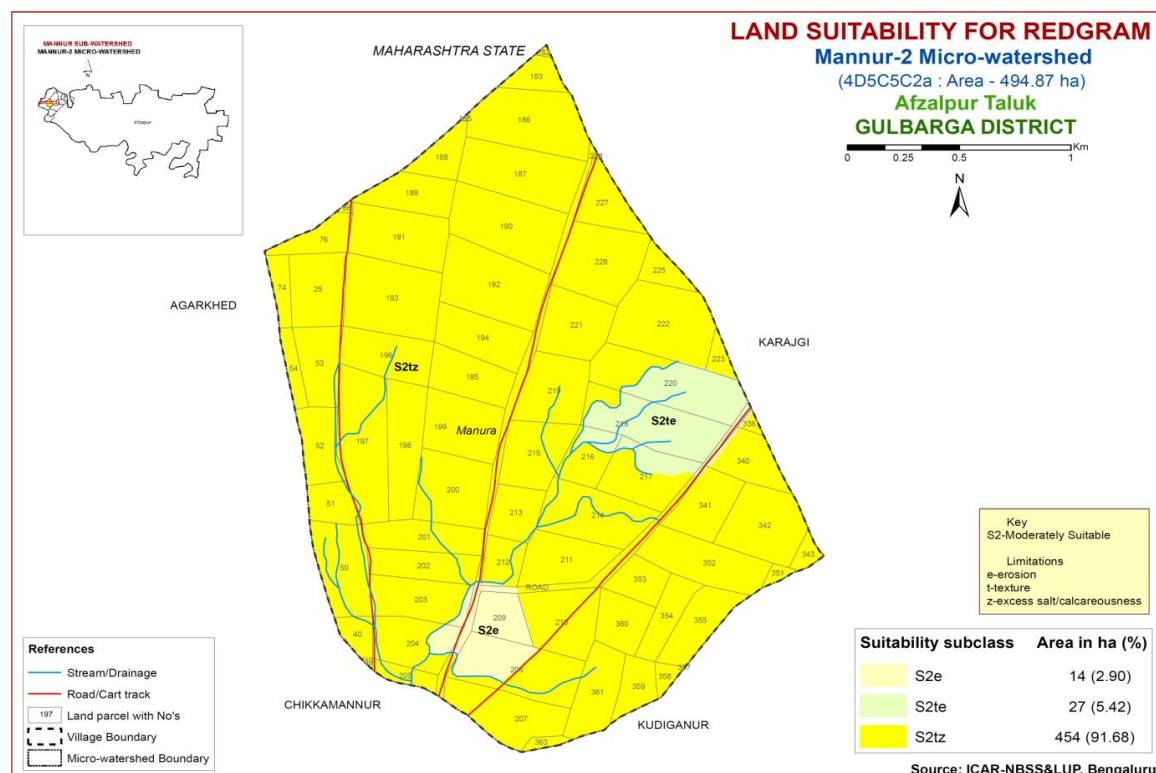 MANNUR SUB-WATERSHED
MANNUR-2 MICRO-WATERSHED
N
Afzalpur
MAHARASHTRA STATE
LAND SUITABILITY FOR REDGRAM
Mannur-2 Micro-watershed
(4D5C5C2a : Area - 494.87 ha)
Afzalpur Taluk
GULBARGA DISTRICT
0 0.25 0.5 1 Km
N
183
186
188
187
189
227
76
191
190
226
225
AGARKHED
74
25
193
192
221
222
KARAJGI
194
223
54
53
196
S2tz
195
220
S2te
218
336
52
197
198
199
Manura
215
216
217
340
51
200
213
214
341
342
201
211
50
202
212
352
343
351
203
ROAD
353
209
210
354
40
204
S2e
360
355
205
208
361
359
358
357
CHIKKAMANNUR
207
KUDIGANUR
363
Key
S2-Moderately Suitable
Limitations
e-erosion
t-texture
z-excess salt/calcareousness
References
Stream/Drainage
Road/Cart track
197 Land parcel with No's
Village Boundary
Micro-watershed Boundary
Suitability subclass Area in ha (%)
S2e 14 (2.90)
S2te 27 (5.42)
S2tz 454 (91.68)
Source: ICAR-NBSS&LUP, Bengaluru